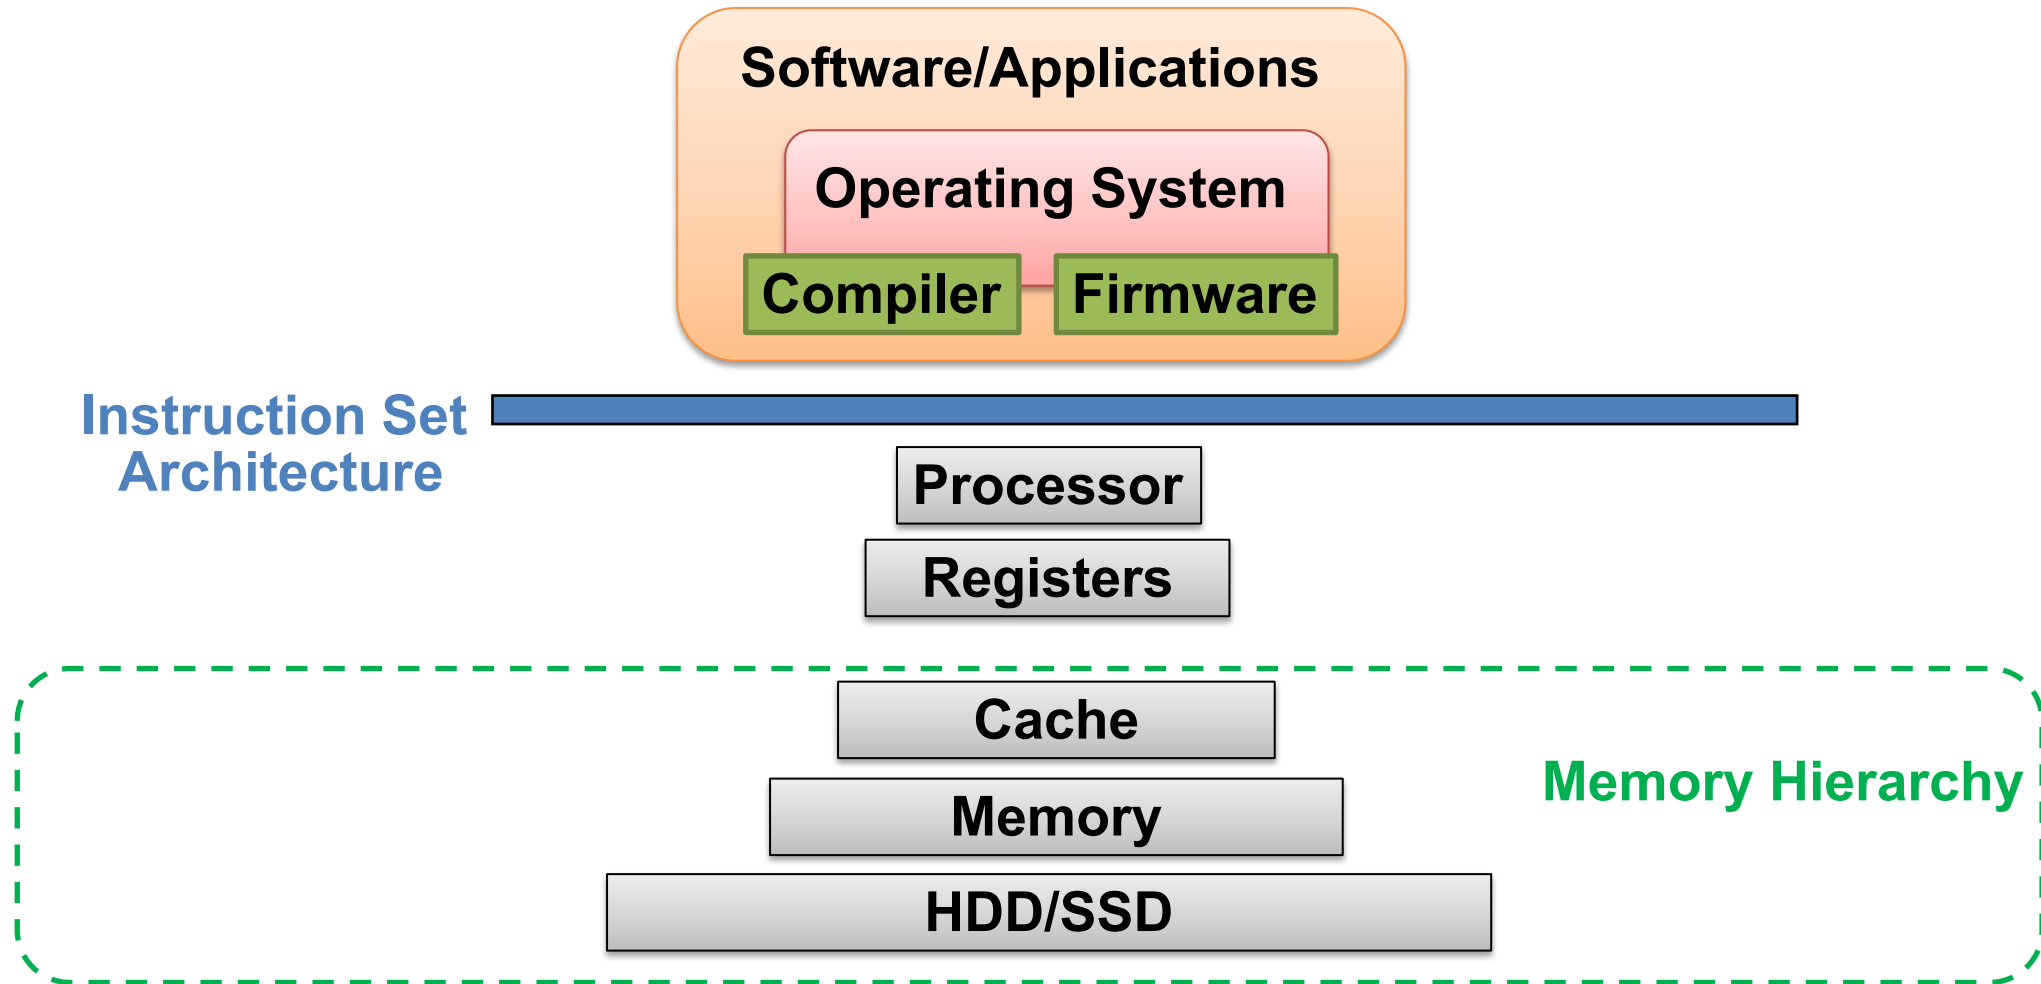 Software/Applications
Operating System
Compiler
Firmware
Instruction Set
Architecture
Processor
Registers
Cache
Memory Hierarchy
Memory
HDD/SSD